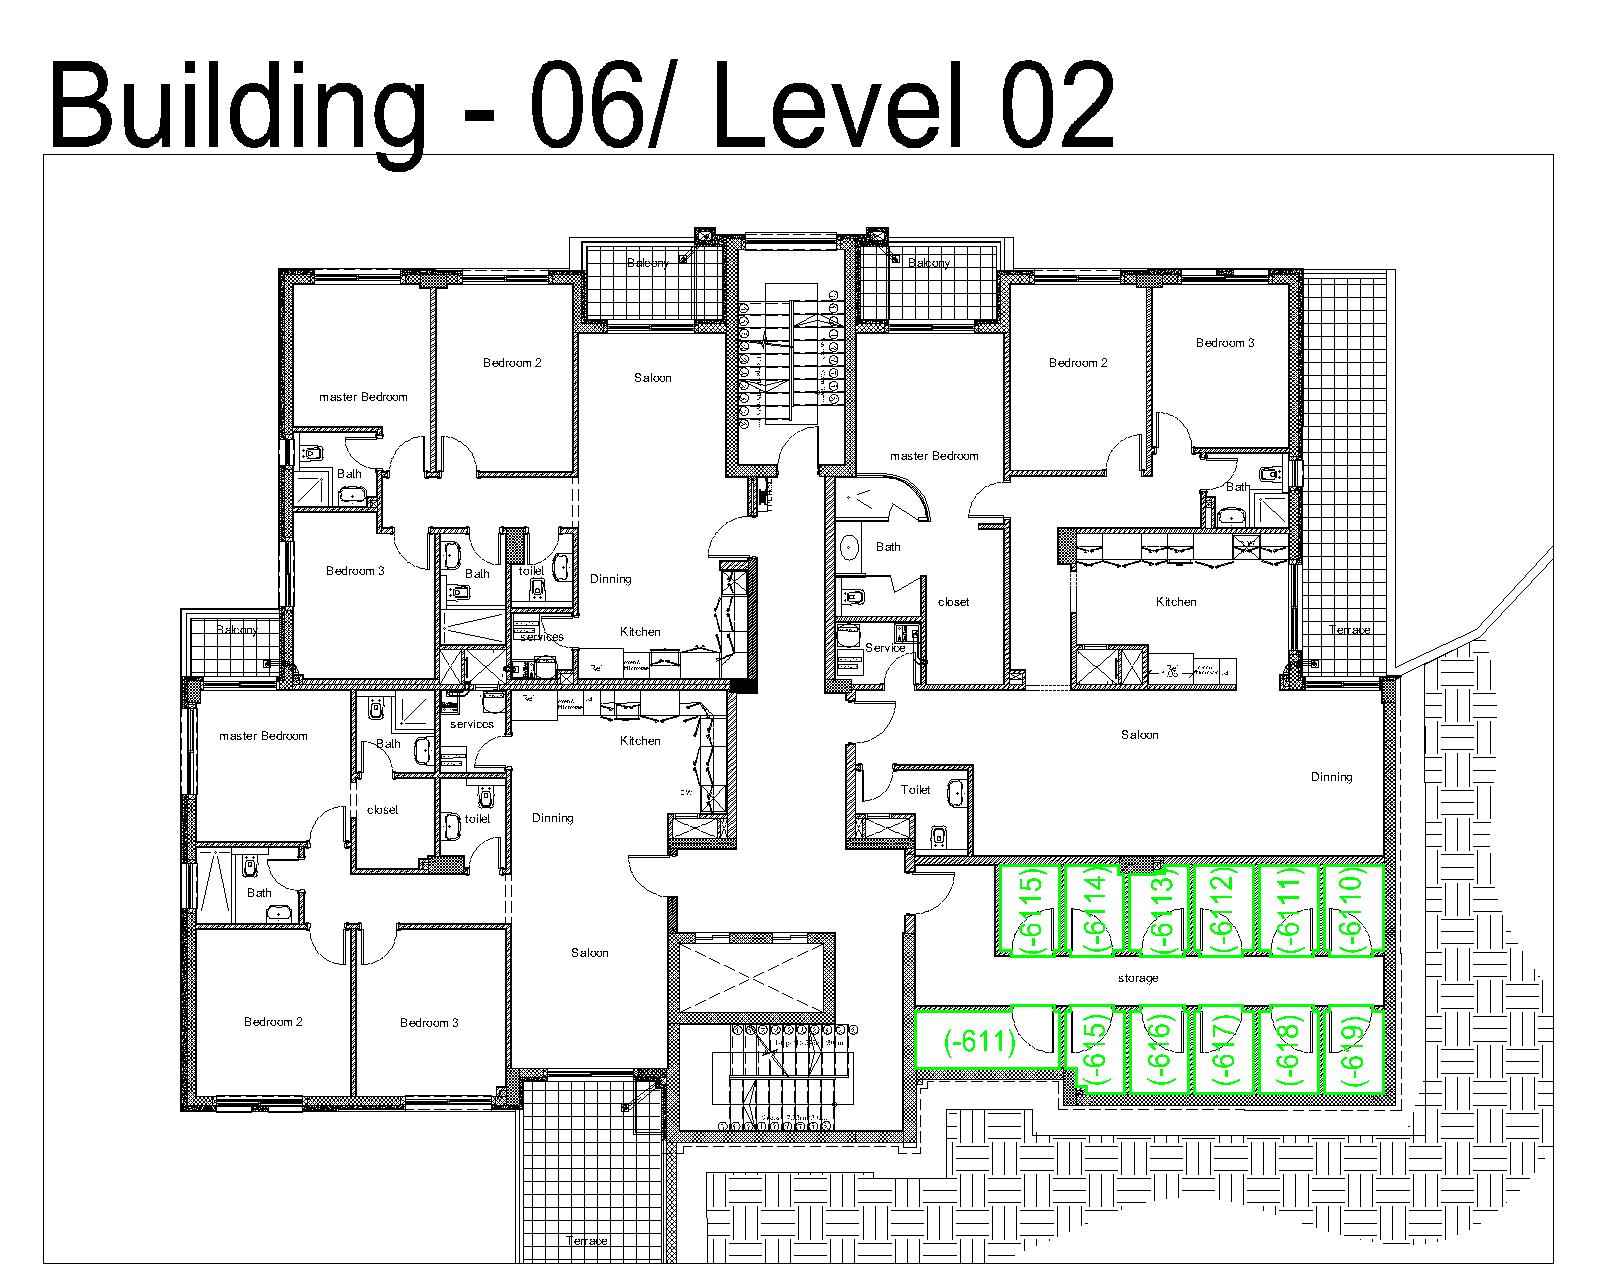 Building - 06/ Level 02
Balcony
Balcony
Bedroom 2
Saloon
master Bedroom
Bedroom 2
Bedroom 3
master Bedroom
Bath
Bath
Bedroom 3
Bath
toilet
Dinning
Bath
closet
Kitchen
Balcony
services
Kitchen
Service
Terrace
master Bedroom
services
Bath
Kitchen
Saloon
Dinning
closet
toilet
Dinning
Toilet
Bath
(-6115)
(-6114)
(-6113)
(-6112)
(-6111)
(-6110)
Saloon
storage
Bedroom 2
Bedroom 3
(-611)
(-615)
(-616)
(-617)
(-618)
(-619)
Terrace